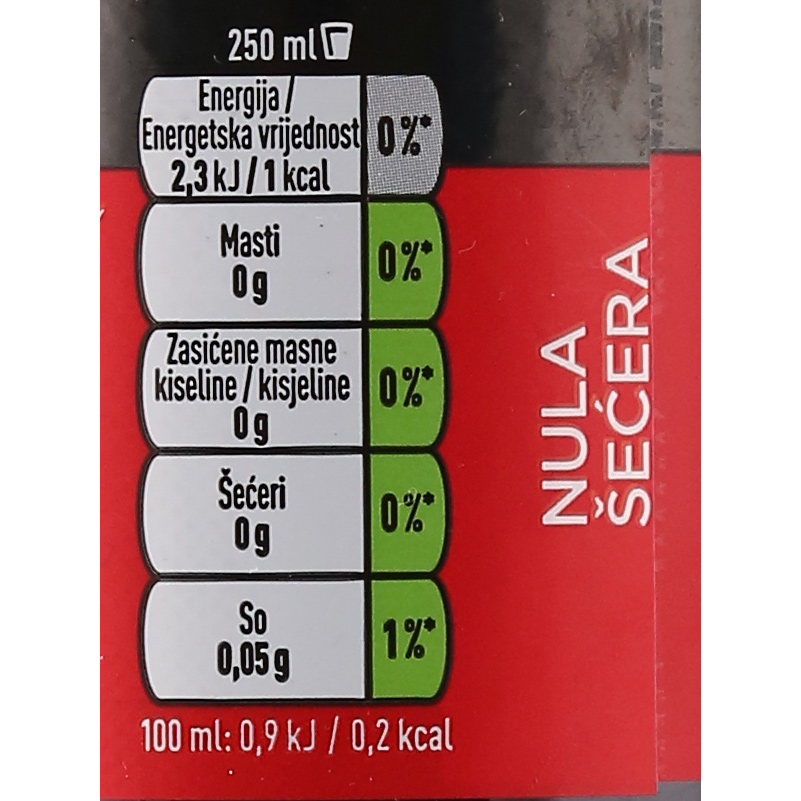 250 ml
Energija /
Energetska vrijednost
2,3 kJ / 1 kcal
0%*
Masti
0 g
0%*
Zasićene masne
kiseline / kisjeline
0 g
0%*
Šećeri
0 g
0%*
So
0,05 g
1%*
100 ml: 0,9 kJ / 0,2 kcal
NULA
ŠEĆERA